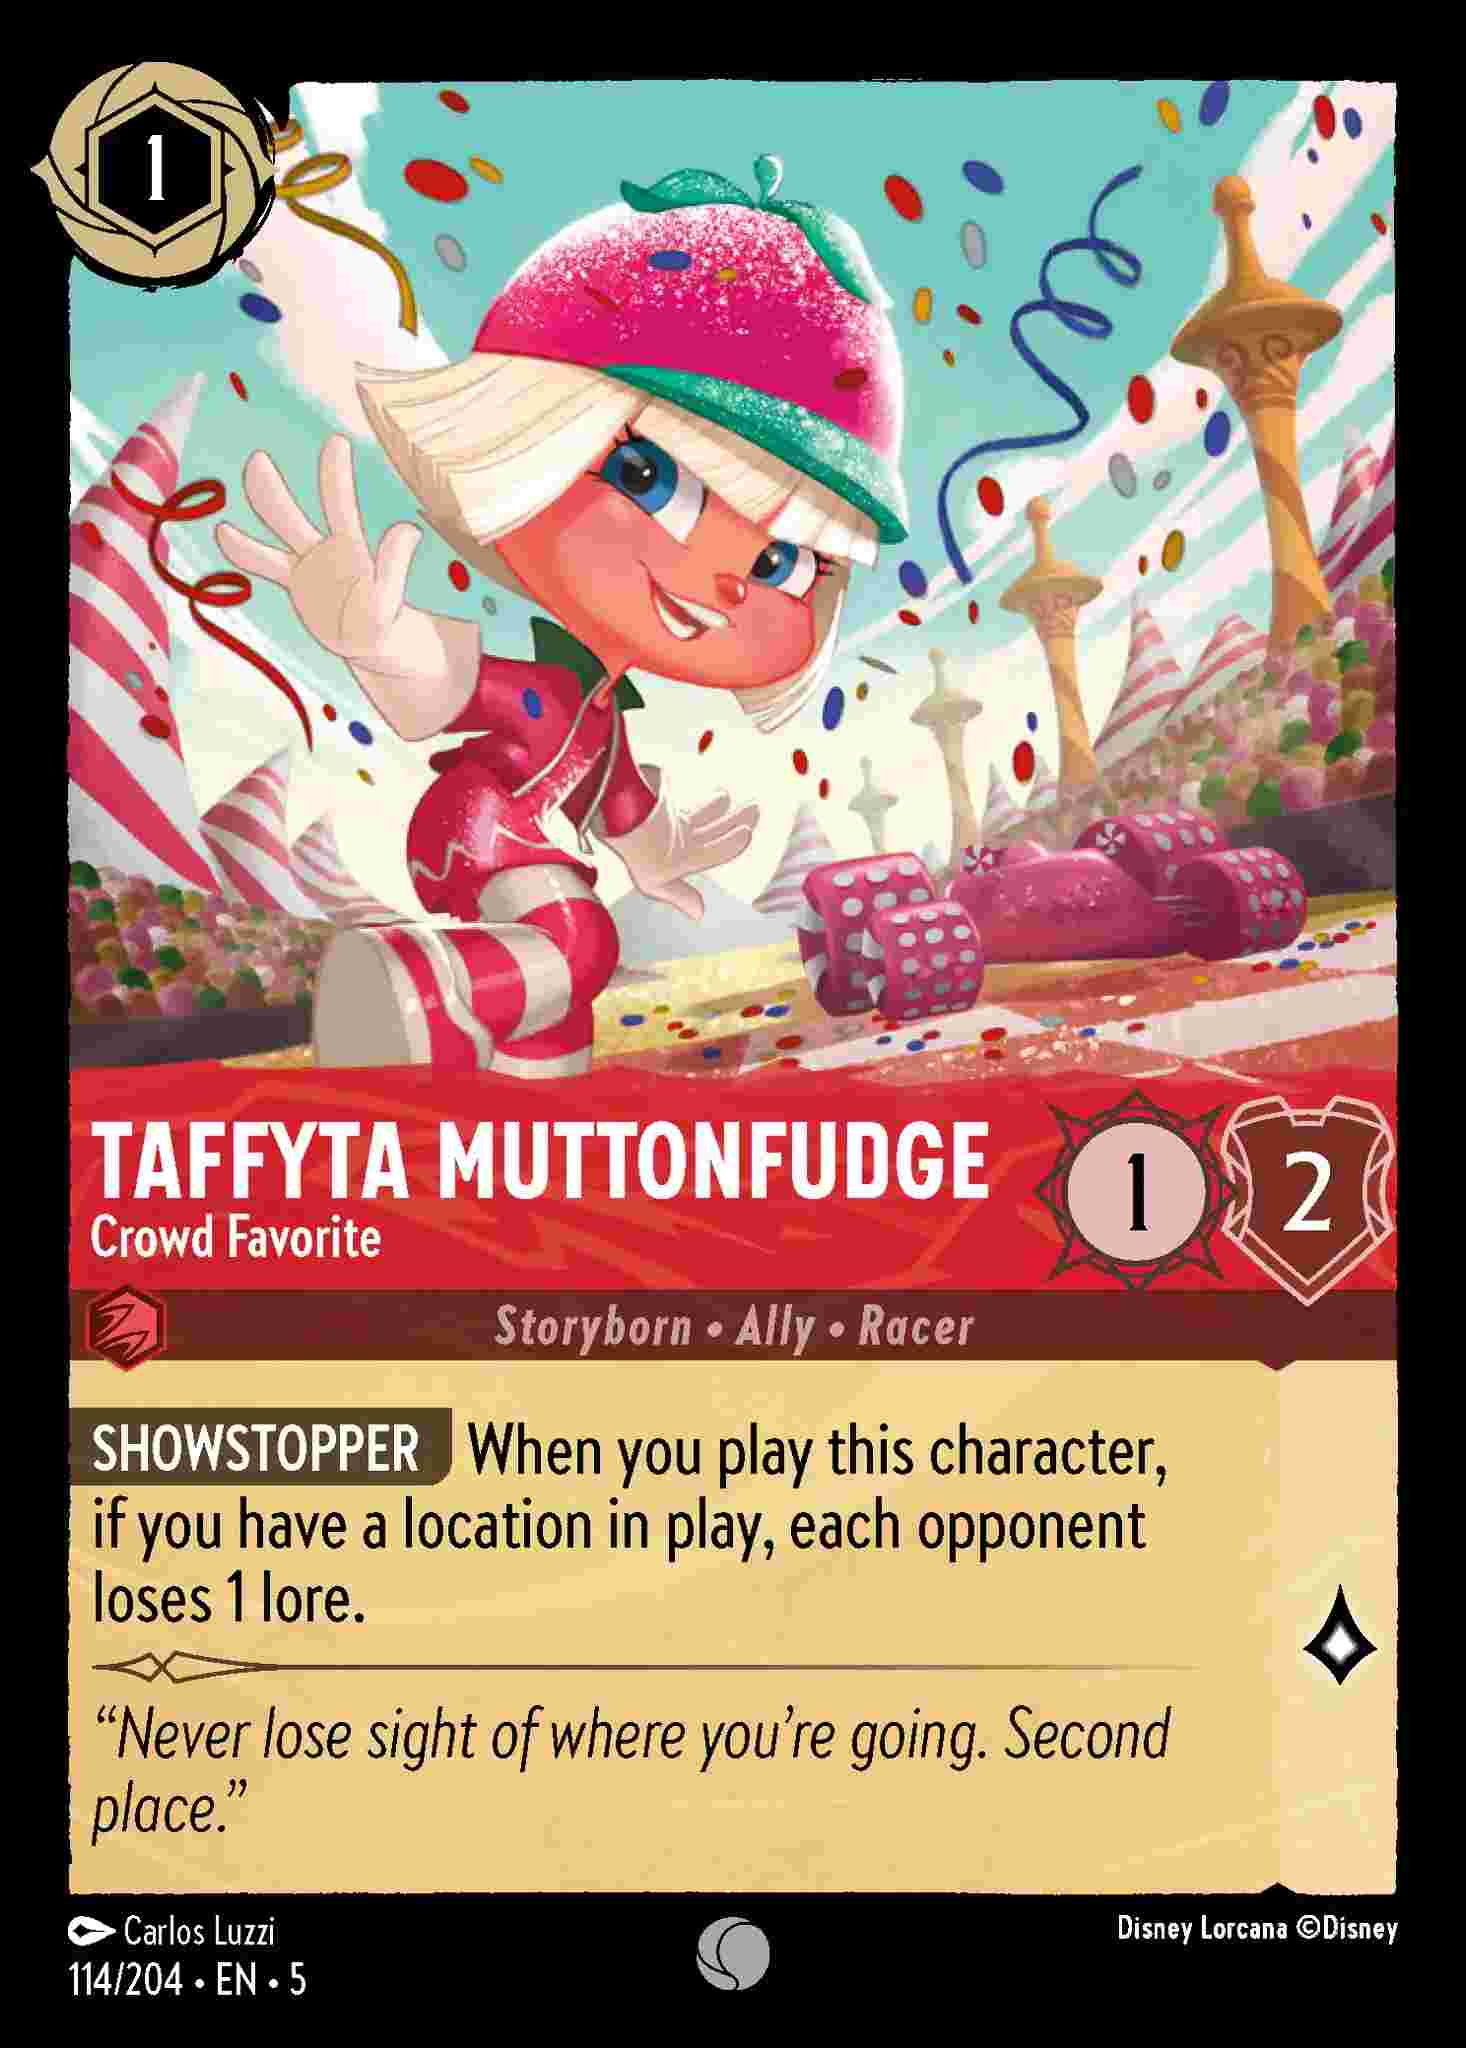 1
TAFFYTA MUTTONFUDGE
Crowd Favorite
1
2
Storyborn • Ally • Racer
SHOWSTOPPER When you play this character,
if you have a location in play, each opponent
loses 1 lore.
“Never lose sight of where you’re going. Second
place.”
Carlos Luzzi
Disney Lorcana ©Disney
114/204 • EN • 5